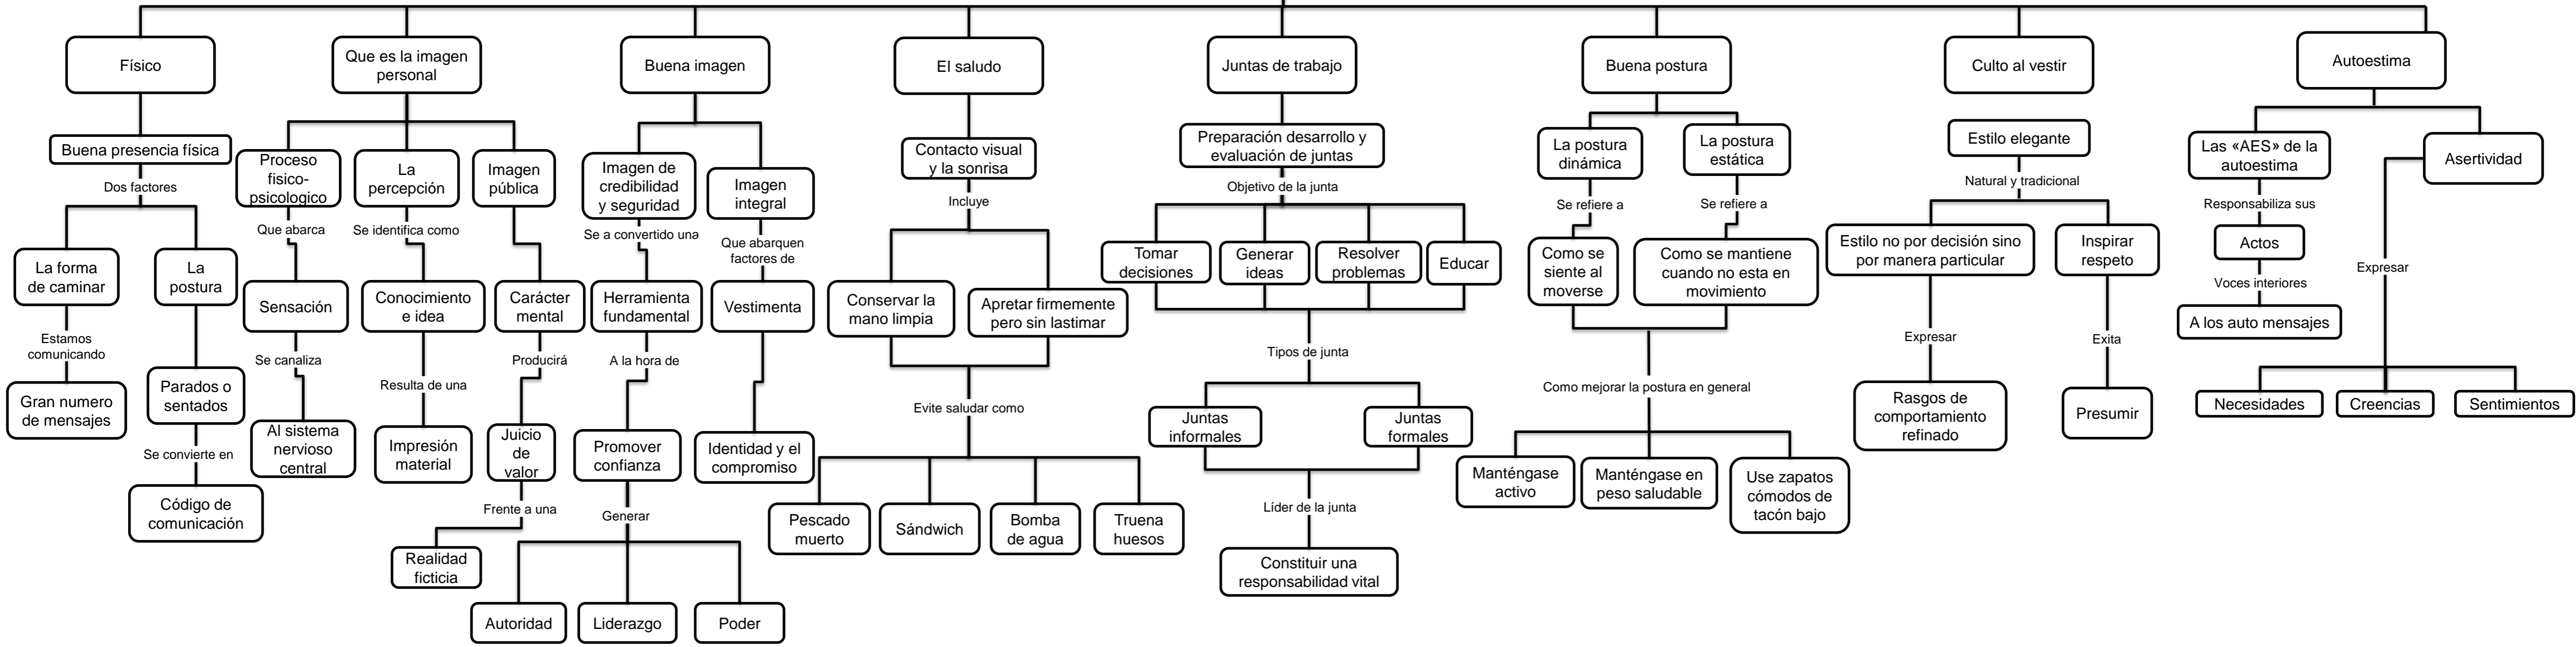 Físico
Buena presencia física
Dos factores
La forma
de caminar
Estamos
comunicando
Gran numero
de mensajes
La
postura
Parados o
sentados
Se convierte en
Código de
comunicación
Que es la imagen
personal
Proceso
fisico-
psicologico
Que abarca
Sensación
Se canaliza
Al sistema
nervioso
central
La
percepción
Se identifica como
Conocimiento
e idea
Resulta de una
Impresión
material
Imagen
pública
Carácter
mental
Producirá
Juicio
de
valor
Frente a una
Realidad
ficticia
Buena imagen
Imagen de
credibilidad
y seguridad
Se a convertido una
Herramienta
fundamental
A la hora de
Promover
confianza
Generar
Autoridad
Liderazgo
Poder
Imagen
integral
Que abarquen
factores de
Vestimenta
Identidad y el
compromiso
El saludo
Contacto visual
y la sonrisa
Incluye
Conservar la
mano limpia
Apretar firmemente
pero sin lastimar
Evite saludar como
Pescado
muerto
Sándwich
Bomba
de agua
Truena
huesos
Juntas de trabajo
Preparación desarrollo y
evaluación de juntas
Objetivo de la junta
Tomar
decisiones
Generar
ideas
Resolver
problemas
Educar
Tipos de junta
Juntas
informales
Juntas
formales
Líder de la junta
Constituir una
responsabilidad vital
Buena postura
La postura
dinámica
Se refiere a
Como se
siente al
moverse
La postura
estática
Se refiere a
Como se mantiene
cuando no esta en
movimiento
Como mejorar la postura en general
Manténgase
activo
Manténgase en
peso saludable
Use zapatos
cómodos de
tacón bajo
Culto al vestir
Estilo elegante
Natural y tradicional
Estilo no por decisión sino
por manera particular
Expresar
Rasgos de
comportamiento
refinado
Inspirar
respeto
Exita
Presumir
Autoestima
Las «AES» de la
autoestima
Responsabiliza sus
Actos
Voces interiores
A los auto mensajes
Asertividad
Expresar
Necesidades
Creencias
Sentimientos